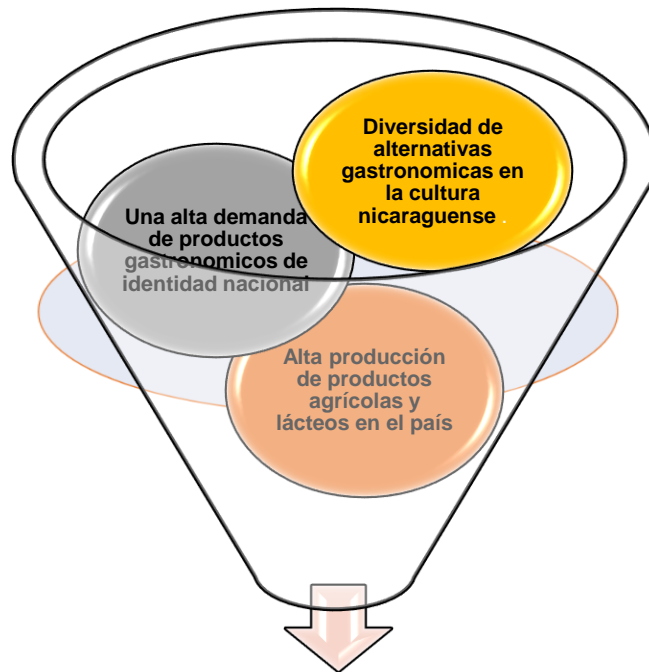 Diversidad de
alternativas
gastronomicas en
la cultura
nicaraguense .
Una alta demanda
de productos
gastronomicos de
identidad nacional
Alta producción
de productos
agrícolas y
lácteos en el país